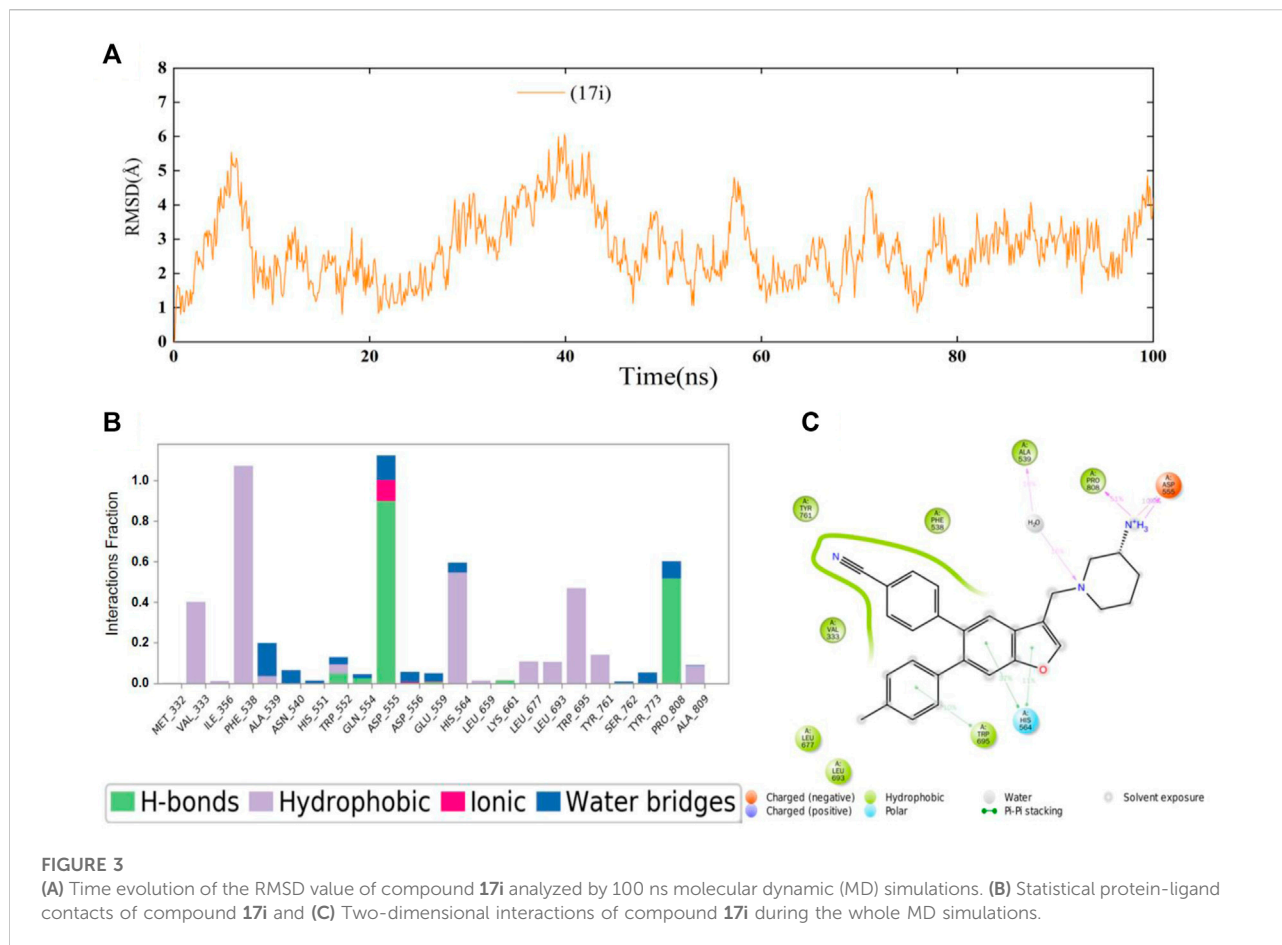 A
8
7
6
5
4
3
2
1
0
RMSD(Å)
(17i)
0
20
40
60
80
100
Time(ns)
B
Interactions Fraction
1.0
0.8
0.6
0.4
0.2
0.0
MET_332
VAL_333
ILE_356
PHE_538
ALA_539
ASN_540
HIS_551
TRP_552
GLN_554
ASP_555
ASP_556
GLU_559
HIS_564
LEU_659
LYS_661
LEU_677
LEU_693
TRP_695
TYR_761
SER_762
TYR_773
PRO_808
ALA_809
H-bonds
Hydrophobic
Ionic
Water bridges
C
A:
ALA
539
A:
PRO
808
A:
ASP
555
A:
TYR
761
A:
PHE
538
H₂O
N⁺H₃
N
N
A:
VAL
333
O
A:
LEU
677
A:
LEU
693
A:
TRP
695
A:
HIS
564
Charged (negative)
Charged (positive)
Hydrophobic
Polar
Water
Pi-Pi stacking
Solvent exposure
FIGURE 3
(A) Time evolution of the RMSD value of compound 17i analyzed by 100 ns molecular dynamic (MD) simulations. (B) Statistical protein-ligand
contacts of compound 17i and (C) Two-dimensional interactions of compound 17i during the whole MD simulations.